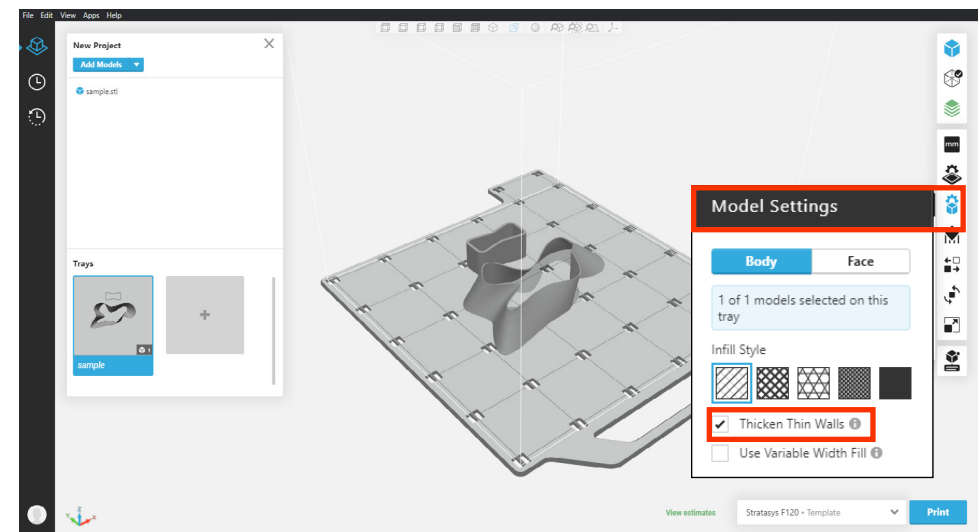 File Edit View Apps Help
New Project
Add Models
sample.stl
mm
Model Settings
Body Face
1 of 1 models selected on this
tray
Infill Style
Thicken Thin Walls
Use Variable Width Fill
Trays
1
sample
View estimates
Stratasys F120 - Template
Print